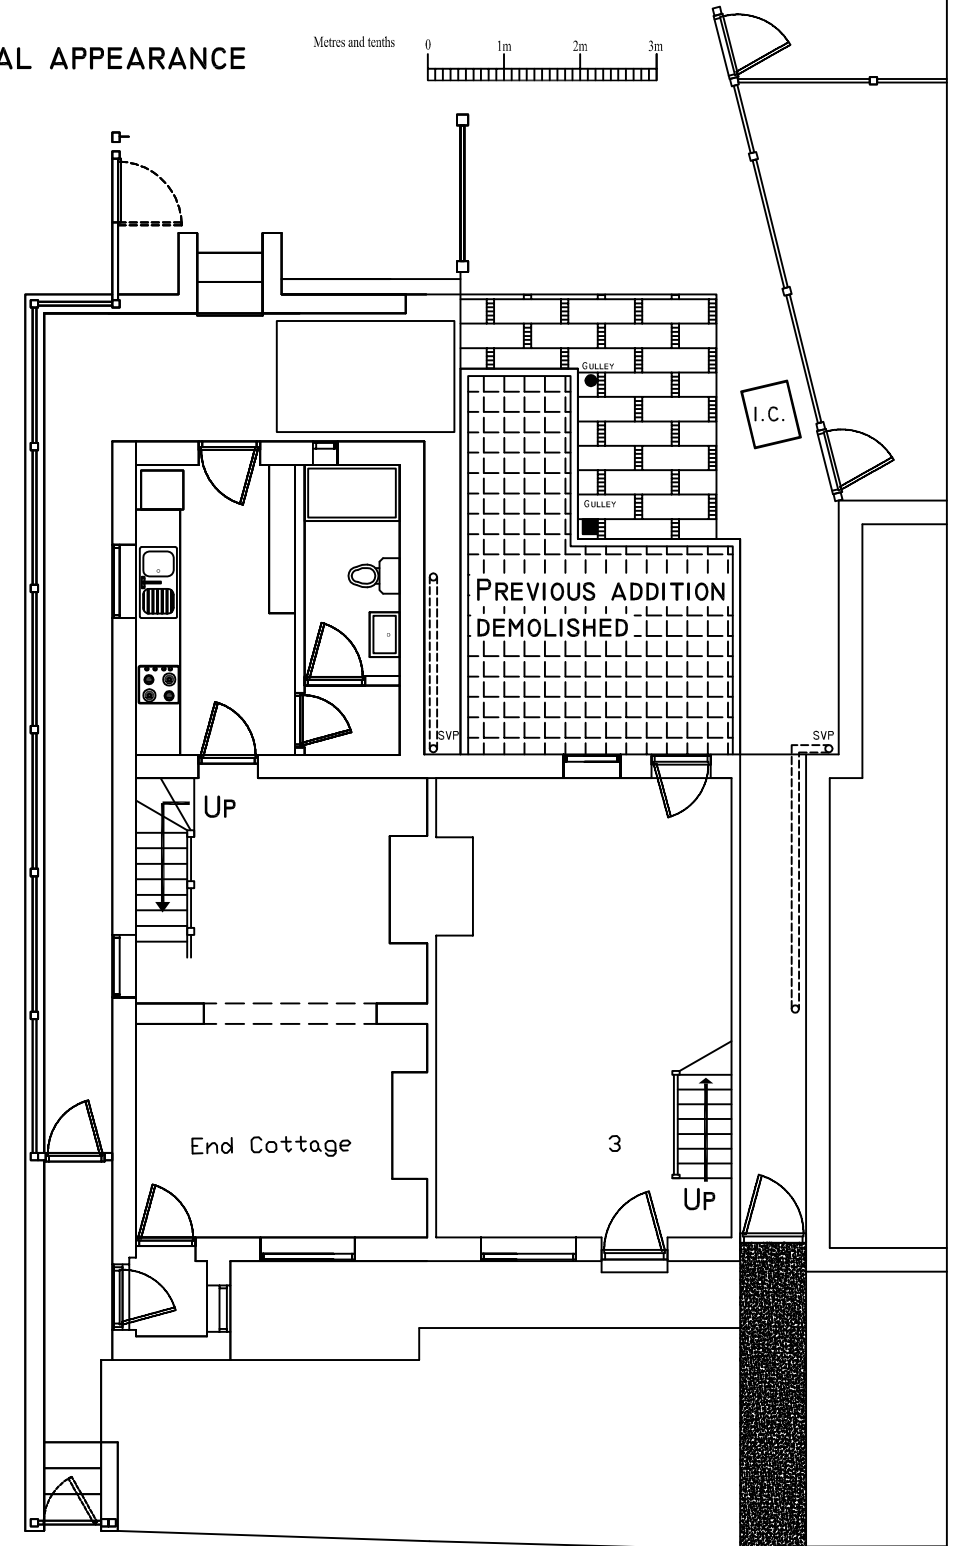 AL APPEARANCE
Metres and tenths 0 1m 2m 3m
GULLEY
I.C.
GULLEY
PREVIOUS ADDITION
DEMOLISHED
SVP
SVP
UP
End Cottage
3
UP